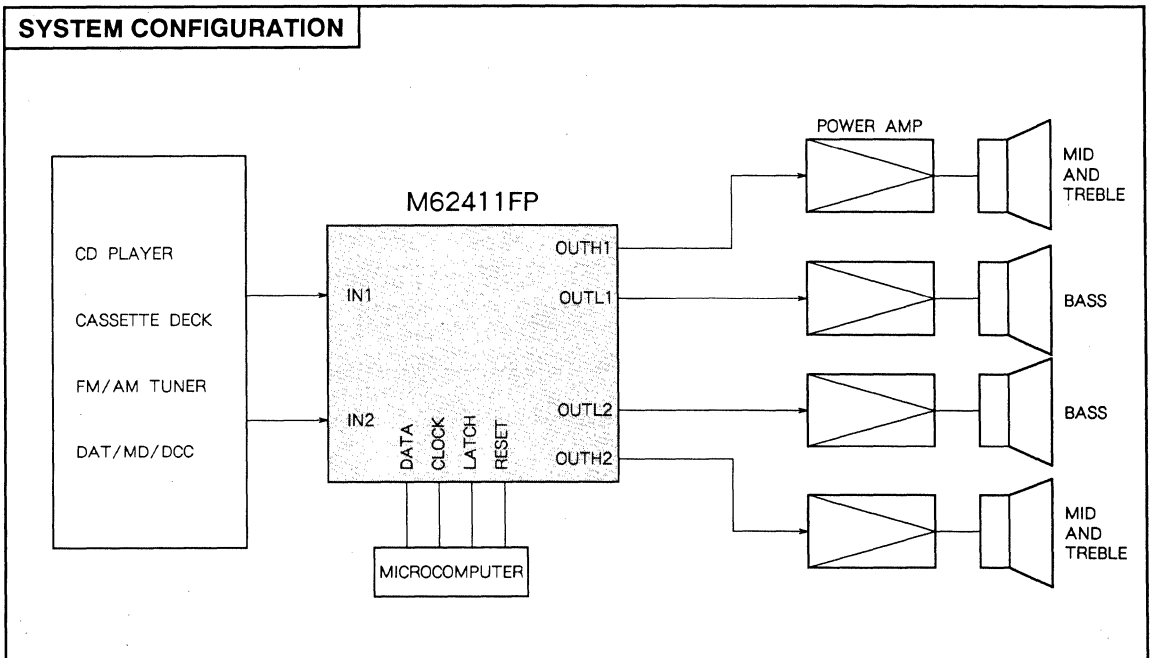 SYSTEM CONFIGURATION
CD PLAYER
CASSETTE DECK
FM/AM TUNER
DAT/MD/DCC
M62411FP
IN1
IN2
OUTH1
OUTL1
OUTL2
OUTH2
DATA
CLOCK
LATCH
RESET
MICROCOMPUTER
POWER AMP
MID
AND
TREBLE
BASS
BASS
MID
AND
TREBLE